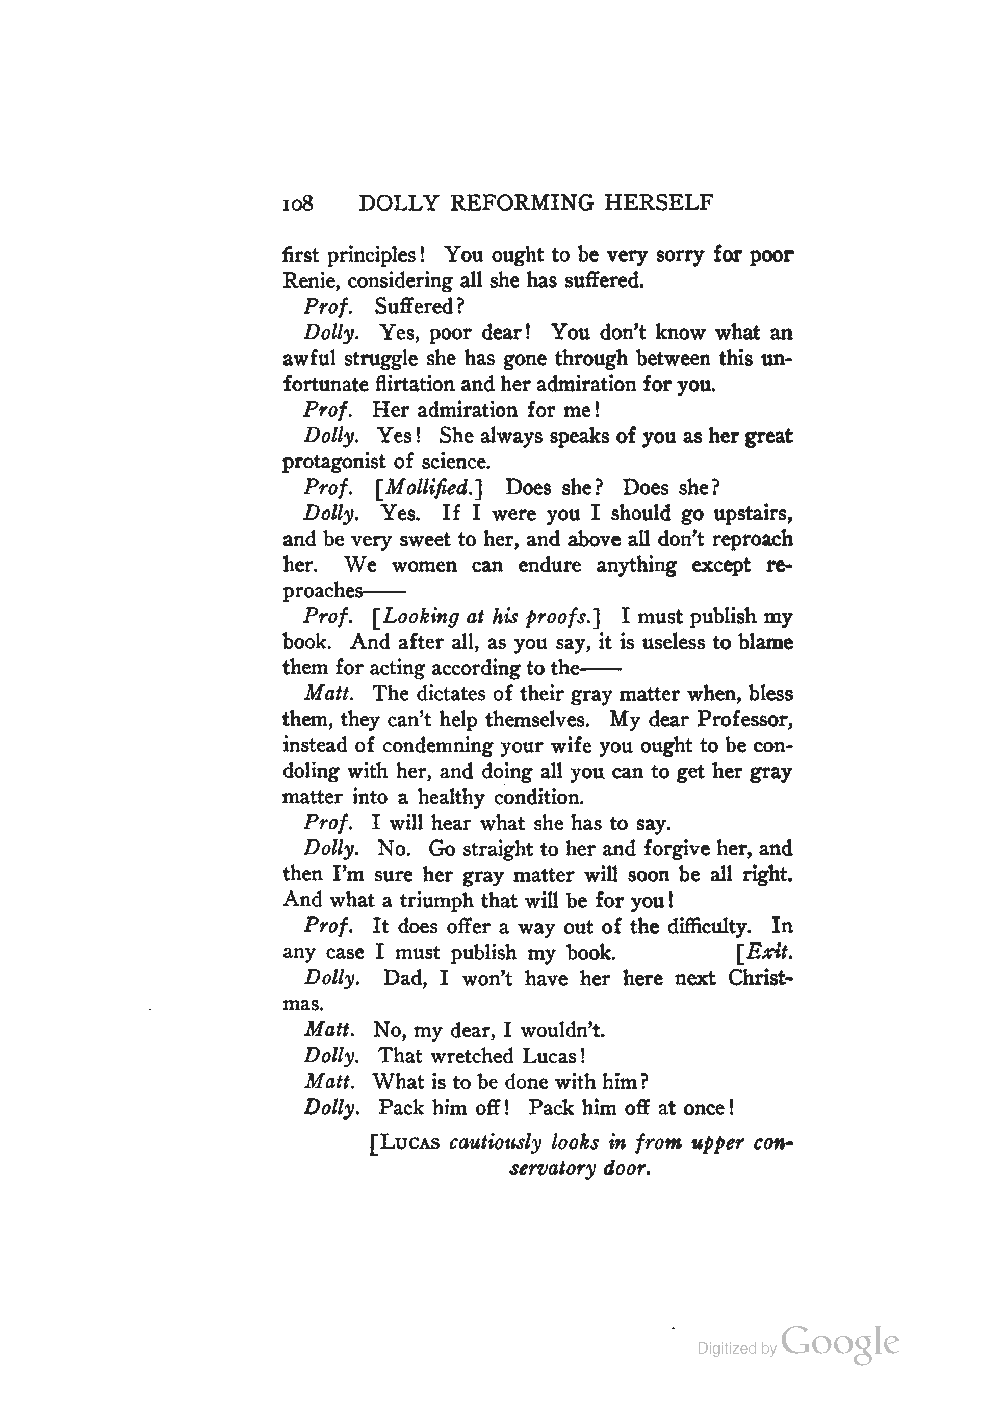 108 DOLLY REFORMING HERSELF
first principles! You ought to be very sorry for poor
Renie, considering all she has suffered.
Prof. Suffered?
Dolly. Yes, poor dear! You don't know what an
awful struggle she has gone through between this un-
fortunate flirtation and her admiration for you.
Prof. Her admiration for me!
Dolly. Yes! She always speaks of you as her great
protagonist of science.
Prof. [Mollified.] Does she? Does she?
Dolly. Yes. If I were you I should go upstairs,
and be very sweet to her, and above all don't reproach
her. We women can endure anything except re-
proaches——
Prof. [Looking at his proofs.] I must publish my
book. And after all, as you say, it is useless to blame
them for acting according to the——
Matt. The dictates of their gray matter when, bless
them, they can't help themselves. My dear Professor,
instead of condemning your wife you ought to be con-
doling with her, and doing all you can to get her gray
matter into a healthy condition.
Prof. I will hear what she has to say.
Dolly. No. Go straight to her and forgive her, and
then I'm sure her gray matter will soon be all right.
And what a triumph that will be for you!
Prof. It does offer a way out of the difficulty. In
any case I must publish my book. [Exit.
Dolly. Dad, I won't have her here next Christ-
mas.
Matt. No, my dear, I wouldn't.
Dolly. That wretched Lucas!
Matt. What is to be done with him?
Dolly. Pack him off! Pack him off at once!
[LUCAS cautiously looks in from upper con-
servatory door.
Digitized by Google